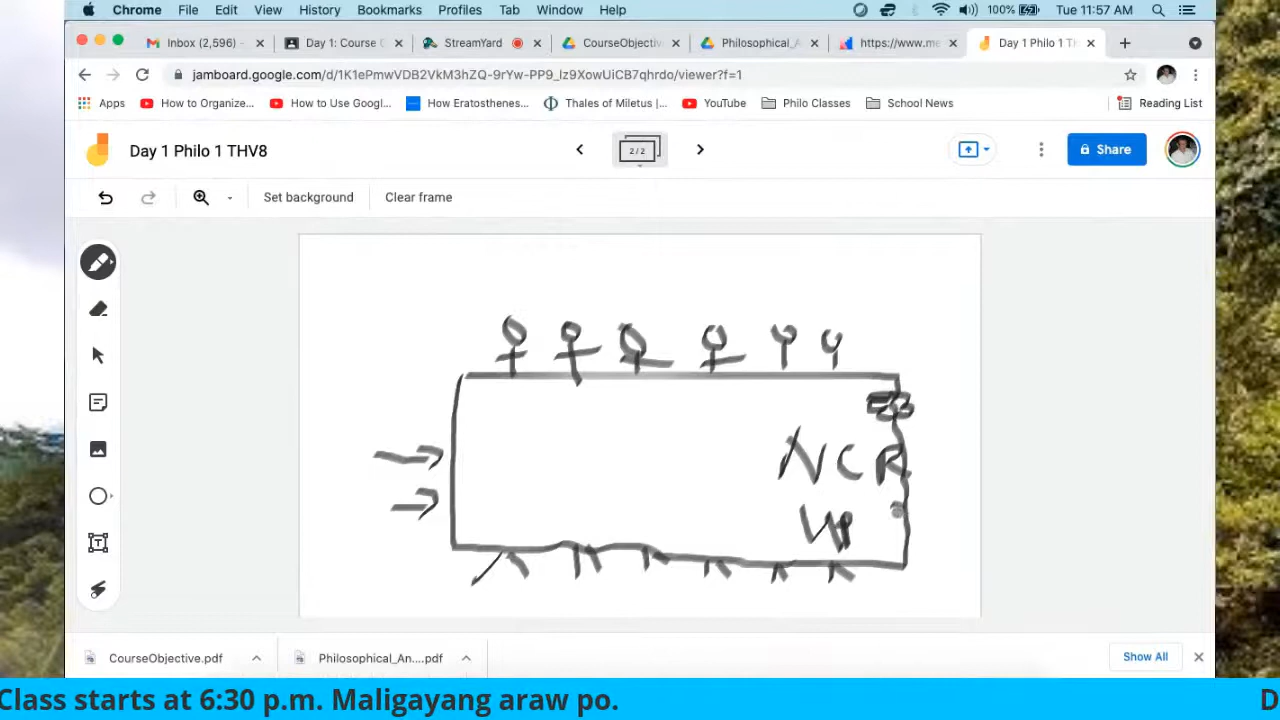 Chrome File Edit View History Bookmarks Profiles Tab Window Help 100% Tue 11:57 AM
Inbox (2,596) - Day 1: Course StreamYard CourseObjectiv Philosophical_A https://www.me Day 1 Philo 1 TH
jamboard.google.com/d/1K1ePmwVDB2VkM3hZQ-9rYw-PP9_lz9XowUiCB7qhrdo/viewer?f=1
Apps How to Organize... How to Use Googl... How Eratosthenes... Thales of Miletus |... YouTube Philo Classes School News Reading List
Day 1 Philo 1 THV8 2 / 2 Share
Set background Clear frame
NCR
CourseObjective.pdf Philosophical_An....pdf Show All
Class starts at 6:30 p.m. Maligayang araw po. D